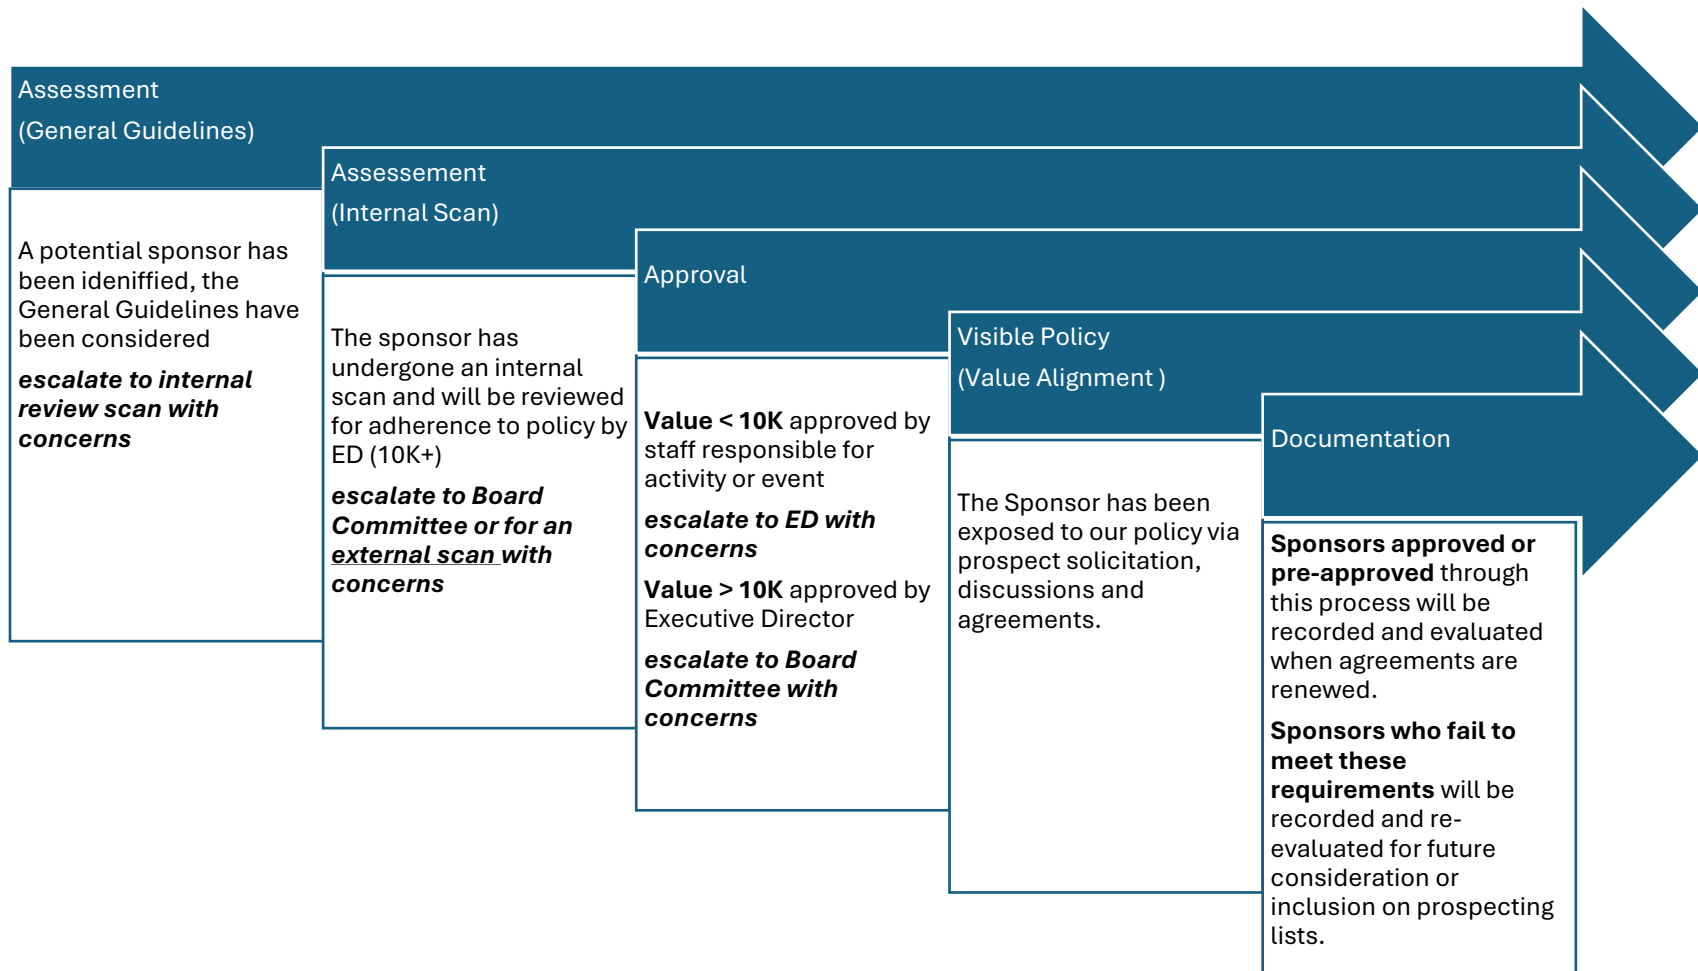 Assessment
(General Guidelines)
A potential sponsor has
been ideniffied, the
General Guidelines have
been considered
escalate to internal
review scan with
concerns
Assessement
(Internal Scan)
The sponsor has
undergone an internal
scan and will be reviewed
for adherence to policy by
ED (10K+)
escalate to Board
Committee or for an
external scan with
concerns
Approval
Value < 10K approved by
staff responsible for
activity or event
escalate to ED with
concerns
Value > 10K approved by
Executive Director
escalate to Board
Committee with
concerns
Visible Policy
(Value Alignment )
The Sponsor has been
exposed to our policy via
prospect solicitation,
discussions and
agreements.
Documentation
Sponsors approved or
pre-approved through
this process will be
recorded and evaluated
when agreements are
renewed.
Sponsors who fail to
meet these
requirements will be
recorded and re-
evaluated for future
consideration or
inclusion on prospecting
lists.